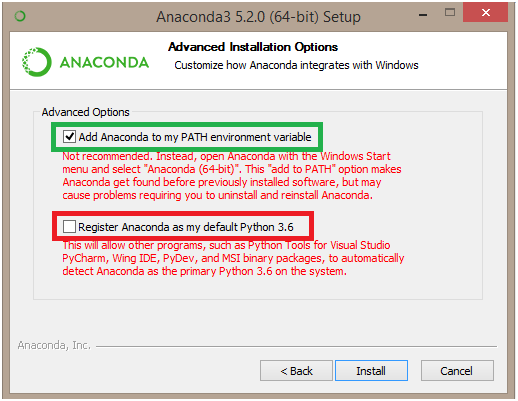 Anaconda3 5.2.0 (64-bit) Setup
ANACONDA
Advanced Installation Options
Customize how Anaconda integrates with Windows
Advanced Options
Add Anaconda to my PATH environment variable
Not recommended. Instead, open Anaconda with the Windows Start
menu and select "Anaconda (64-bit)". This "add to PATH" option makes
Anaconda get found before previously installed software, but may
cause problems requiring you to uninstall and reinstall Anaconda.
Register Anaconda as my default Python 3.6
This will allow other programs, such as Python Tools for Visual Studio
PyCharm, Wing IDE, PyDev, and MSI binary packages, to automatically
detect Anaconda as the primary Python 3.6 on the system.
Anaconda, Inc.
< Back Install Cancel